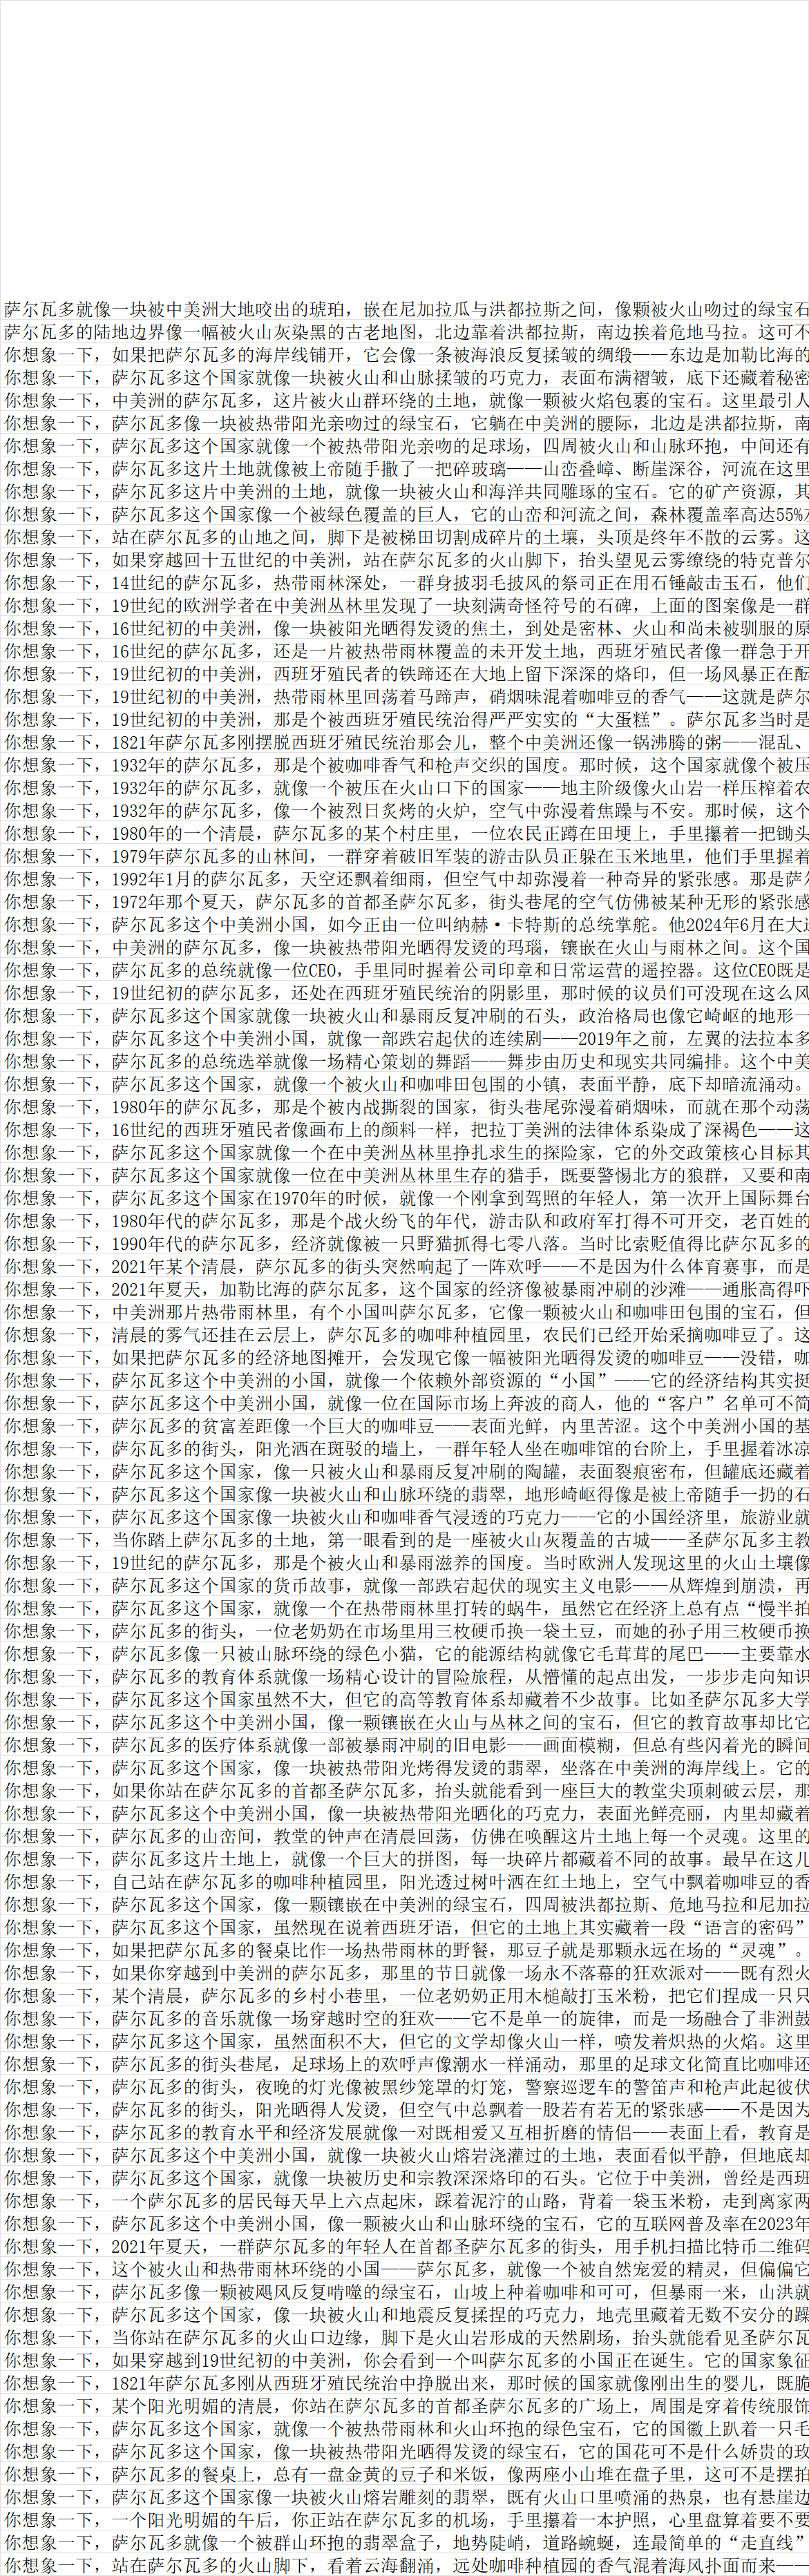 萨尔瓦多就像一块被中美洲大地咬出的琥珀，嵌在尼加拉瓜与洪都拉斯之间，像颗被火山吻过的绿宝石
萨尔瓦多的陆地边界像一幅被火山灰染黑的古老地图，北边靠着洪都拉斯，南边挨着危地马拉。这可不
你想象一下，如果把萨尔瓦多的海岸线铺开，它会像一条被海浪反复揉皱的绸缎——东边是加勒比海的
你想象一下，萨尔瓦多这个国家就像一块被火山和山脉揉皱的巧克力，表面布满褶皱，底下还藏着秘密
你想象一下，中美洲的萨尔瓦多，这片被火山群环绕的土地，就像一颗被火焰包裹的宝石。这里最引人
你想象一下，萨尔瓦多像一块被热带阳光亲吻过的绿宝石，它躺在中美洲的腰际，北边是洪都拉斯，南
你想象一下，萨尔瓦多这个国家就像一个被热带阳光亲吻的足球场，四周被火山和山脉环抱，中间还有
你想象一下，萨尔瓦多这片土地就像被上帝随手撒了一把碎玻璃——山峦叠嶂、断崖深谷，河流在这里
你想象一下，萨尔瓦多这片中美洲的土地，就像一块被火山和海洋共同雕琢的宝石。它的矿产资源，其
你想象一下，萨尔瓦多这个国家像一个被绿色覆盖的巨人，它的山峦和河流之间，森林覆盖率高达55%左
你想象一下，站在萨尔瓦多的山地之间，脚下是被梯田切割成碎片的土壤，头顶是终年不散的云雾。这
你想象一下，如果穿越回十五世纪的中美洲，站在萨尔瓦多的火山脚下，抬头望见云雾缭绕的特克普尔
你想象一下，14世纪的萨尔瓦多，热带雨林深处，一群身披羽毛披风的祭司正在用石锤敲击玉石，他们
你想象一下，19世纪的欧洲学者在中美洲丛林里发现了一块刻满奇怪符号的石碑，上面的图案像是一群
你想象一下，16世纪初的中美洲，像一块被阳光晒得发烫的焦土，到处是密林、火山和尚未被驯服的原
你想象一下，16世纪的萨尔瓦多，还是一片被热带雨林覆盖的未开发土地，西班牙殖民者像一群急于开
你想象一下，19世纪初的中美洲，西班牙殖民者的铁蹄还在大地上留下深深的烙印，但一场风暴正在酝
你想象一下，19世纪初的中美洲，热带雨林里回荡着马蹄声，硝烟味混着咖啡豆的香气——这就是萨尔
你想象一下，19世纪初的中美洲，那是个被西班牙殖民统治得严严实实的“大蛋糕”。萨尔瓦多当时是
你想象一下，1821年萨尔瓦多刚摆脱西班牙殖民统治那会儿，整个中美洲还像一锅沸腾的粥——混乱、
你想象一下，1932年的萨尔瓦多，那是个被咖啡香气和枪声交织的国度。那时候，这个国家就像个被压
你想象一下，1932年的萨尔瓦多，就像一个被压在火山口下的国家——地主阶级像火山岩一样压榨着农
你想象一下，1932年的萨尔瓦多，像一个被烈日炙烤的火炉，空气中弥漫着焦躁与不安。那时候，这个
你想象一下，1980年的一个清晨，萨尔瓦多的某个村庄里，一位农民正蹲在田埂上，手里攥着一把锄头
你想象一下，1979年萨尔瓦多的山林间，一群穿着破旧军装的游击队员正躲在玉米地里，他们手里握着
你想象一下，1992年1月的萨尔瓦多，天空还飘着细雨，但空气中却弥漫着一种奇异的紧张感。那是萨尔
你想象一下，1972年那个夏天，萨尔瓦多的首都圣萨尔瓦多，街头巷尾的空气仿佛被某种无形的紧张感
你想象一下，萨尔瓦多这个中美洲小国，如今正由一位叫纳赫·卡特斯的总统掌舵。他2024年6月在大选
你想象一下，中美洲的萨尔瓦多，像一块被热带阳光晒得发烫的玛瑙，镶嵌在火山与雨林之间。这个国
你想象一下，萨尔瓦多的总统就像一位CEO，手里同时握着公司印章和日常运营的遥控器。这位CEO既是
你想象一下，19世纪初的萨尔瓦多，还处在西班牙殖民统治的阴影里，那时候的议员们可没现在这么风
你想象一下，萨尔瓦多这个国家就像一块被火山和暴雨反复冲刷的石头，政治格局也像它崎岖的地形一
你想象一下，萨尔瓦多这个中美洲小国，就像一部跌宕起伏的连续剧——2019年之前，左翼的法拉本多
你想象一下，萨尔瓦多的总统选举就像一场精心策划的舞蹈——舞步由历史和现实共同编排。这个中美
你想象一下，萨尔瓦多这个国家，就像一个被火山和咖啡田包围的小镇，表面平静，底下却暗流涌动。
你想象一下，1980年的萨尔瓦多，那是个被内战撕裂的国家，街头巷尾弥漫着硝烟味，而就在那个动荡
你想象一下，16世纪的西班牙殖民者像画布上的颜料一样，把拉丁美洲的法律体系染成了深褐色——这
你想象一下，萨尔瓦多这个国家就像一个在中美洲丛林里挣扎求生的探险家，它的外交政策核心目标其
你想象一下，萨尔瓦多这个国家就像一位在中美洲丛林里生存的猎手，既要警惕北方的狼群，又要和南
你想象一下，萨尔瓦多这个国家在1970年的时候，就像一个刚拿到驾照的年轻人，第一次开上国际舞台
你想象一下，1980年代的萨尔瓦多，那是个战火纷飞的年代，游击队和政府军打得不可开交，老百姓的
你想象一下，1990年代的萨尔瓦多，经济就像被一只野猫抓得七零八落。当时比索贬值得比萨尔瓦多的
你想象一下，2021年某个清晨，萨尔瓦多的街头突然响起了一阵欢呼——不是因为什么体育赛事，而是
你想象一下，2021年夏天，加勒比海的萨尔瓦多，这个国家的经济像被暴雨冲刷的沙滩——通胀高得吓
你想象一下，中美洲那片热带雨林里，有个小国叫萨尔瓦多，它像一颗被火山和咖啡田包围的宝石，但
你想象一下，清晨的雾气还挂在云层上，萨尔瓦多的咖啡种植园里，农民们已经开始采摘咖啡豆了。这
你想象一下，如果把萨尔瓦多的经济地图摊开，会发现它像一幅被阳光晒得发烫的咖啡豆——没错，咖
你想象一下，萨尔瓦多这个中美洲的小国，就像一个依赖外部资源的“小国”——它的经济结构其实挺
你想象一下，萨尔瓦多这个中美洲小国，就像一位在国际市场上奔波的商人，他的“客户”名单可不简
你想象一下，萨尔瓦多的贫富差距像一个巨大的咖啡豆——表面光鲜，内里苦涩。这个中美洲小国的基
你想象一下，萨尔瓦多的街头，阳光洒在斑驳的墙上，一群年轻人坐在咖啡馆的台阶上，手里握着冰凉
你想象一下，萨尔瓦多这个国家，像一只被火山和暴雨反复冲刷的陶罐，表面裂痕密布，但罐底还藏着
你想象一下，萨尔瓦多这个国家像一块被火山和山脉环绕的翡翠，地形崎岖得像是被上帝随手一扔的石
你想象一下，萨尔瓦多这个国家像一块被火山和咖啡香气浸透的巧克力——它的小国经济里，旅游业就
你想象一下，当你踏上萨尔瓦多的土地，第一眼看到的是一座被火山灰覆盖的古城——圣萨尔瓦多主教
你想象一下，19世纪的萨尔瓦多，那是个被火山和暴雨滋养的国度。当时欧洲人发现这里的火山土壤像
你想象一下，萨尔瓦多这个国家的货币故事，就像一部跌宕起伏的现实主义电影——从辉煌到崩溃，再
你想象一下，萨尔瓦多这个国家，就像一个在热带雨林里打转的蜗牛，虽然它在经济上总有点“慢半拍
你想象一下，萨尔瓦多的街头，一位老奶奶在市场里用三枚硬币换一袋土豆，而她的孙子用三枚硬币换
你想象一下，萨尔瓦多像一只被山脉环绕的绿色小猫，它的能源结构就像它毛茸茸的尾巴——主要靠水
你想象一下，萨尔瓦多的教育体系就像一场精心设计的冒险旅程，从懵懂的起点出发，一步步走向知识
你想象一下，萨尔瓦多这个国家虽然不大，但它的高等教育体系却藏着不少故事。比如圣萨尔瓦多大学
你想象一下，萨尔瓦多这个中美洲小国，像一颗镶嵌在火山与丛林之间的宝石，但它的教育故事却比它
你想象一下，萨尔瓦多的医疗体系就像一部被暴雨冲刷的旧电影——画面模糊，但总有些闪着光的瞬间
你想象一下，萨尔瓦多这个国家，像一块被热带阳光烤得发烫的翡翠，坐落在中美洲的海岸线上。它的
你想象一下，如果你站在萨尔瓦多的首都圣萨尔瓦多，抬头就能看到一座巨大的教堂尖顶刺破云层，那
你想象一下，萨尔瓦多这个中美洲小国，像一块被热带阳光晒化的巧克力，表面光鲜亮丽，内里却藏着
你想象一下，萨尔瓦多的山峦间，教堂的钟声在清晨回荡，仿佛在唤醒这片土地上每一个灵魂。这里的
你想象一下，萨尔瓦多这片土地上，就像一个巨大的拼图，每一块碎片都藏着不同的故事。最早在这儿
你想象一下，自己站在萨尔瓦多的咖啡种植园里，阳光透过树叶洒在红土地上，空气中飘着咖啡豆的香
你想象一下，萨尔瓦多这个国家，像一颗镶嵌在中美洲的绿宝石，四周被洪都拉斯、危地马拉和尼加拉
你想象一下，萨尔瓦多这个国家，虽然现在说着西班牙语，但它的土地上其实藏着一段“语言的密码”
你想象一下，如果把萨尔瓦多的餐桌比作一场热带雨林的野餐，那豆子就是那颗永远在场的“灵魂”。
你想象一下，如果你穿越到中美洲的萨尔瓦多，那里的节日就像一场永不落幕的狂欢派对——既有烈火
你想象一下，某个清晨，萨尔瓦多的乡村小巷里，一位老奶奶正用木槌敲打玉米粉，把它们捏成一只只
你想象一下，萨尔瓦多的音乐就像一场穿越时空的狂欢——它不是单一的旋律，而是一场融合了非洲鼓
你想象一下，萨尔瓦多这个国家，虽然面积不大，但它的文学却像火山一样，喷发着炽热的火焰。这里
你想象一下，萨尔瓦多的街头巷尾，足球场上的欢呼声像潮水一样涌动，那里的足球文化简直比咖啡还
你想象一下，萨尔瓦多的街头，夜晚的灯光像被黑纱笼罩的灯笼，警察巡逻车的警笛声和枪声此起彼伏
你想象一下，萨尔瓦多的街头，阳光晒得人发烫，但空气中总飘着一股若有若无的紧张感——不是因为
你想象一下，萨尔瓦多的教育水平和经济发展就像一对既相爱又互相折磨的情侣——表面上看，教育是
你想象一下，萨尔瓦多这个中美洲小国，就像一块被火山熔岩浇灌过的土地，表面看似平静，但地底却
你想象一下，萨尔瓦多这个国家，就像一块被历史和宗教深深烙印的石头。它位于中美洲，曾经是西班
你想象一下，一个萨尔瓦多的居民每天早上六点起床，踩着泥泞的山路，背着一袋玉米粉，走到离家两
你想象一下，萨尔瓦多这个中美洲小国，像一颗被火山和山脉环绕的宝石，它的互联网普及率在2023年
你想象一下，2021年夏天，一群萨尔瓦多的年轻人在首都圣萨尔瓦多的街头，用手机扫描比特币二维码
你想象一下，这个被火山和热带雨林环绕的小国——萨尔瓦多，就像一个被自然宠爱的精灵，但偏偏它
你想象一下，萨尔瓦多像一颗被飓风反复啃噬的绿宝石，山坡上种着咖啡和可可，但暴雨一来，山洪就
你想象一下，萨尔瓦多这个国家，像一块被火山和地震反复揉捏的巧克力，地壳里藏着无数不安分的躁
你想象一下，当你站在萨尔瓦多的火山口边缘，脚下是火山岩形成的天然剧场，抬头就能看见圣萨尔瓦
你想象一下，如果穿越到19世纪初的中美洲，你会看到一个叫萨尔瓦多的小国正在诞生。它的国家象征
你想象一下，1821年萨尔瓦多刚从西班牙殖民统治中挣脱出来，那时候的国家就像刚出生的婴儿，既脆
你想象一下，某个阳光明媚的清晨，你站在萨尔瓦多的首都圣萨尔瓦多的广场上，周围是穿着传统服饰
你想象一下，萨尔瓦多这个国家，就像一个被热带雨林和火山环抱的绿色宝石，它的国徽上趴着一只毛
你想象一下，萨尔瓦多这个国家，像一块被热带阳光晒得发烫的绿宝石，它的国花可不是什么娇贵的玫
你想象一下，萨尔瓦多的餐桌上，总有一盘金黄的豆子和米饭，像两座小山堆在盘子里，这可不是摆拍
你想象一下，萨尔瓦多这个国家像一块被火山熔岩雕刻的翡翠，既有火山口里喷涌的热泉，也有悬崖边
你想象一下，一个阳光明媚的午后，你正站在萨尔瓦多的机场，手里攥着一本护照，心里盘算着要不要
你想象一下，萨尔瓦多就像一个被群山环抱的翡翠盒子，地势陡峭，道路蜿蜒，连最简单的“走直线”
你想象一下，站在萨尔瓦多的火山脚下，看着云海翻涌，远处咖啡种植园的香气混着海风扑面而来——